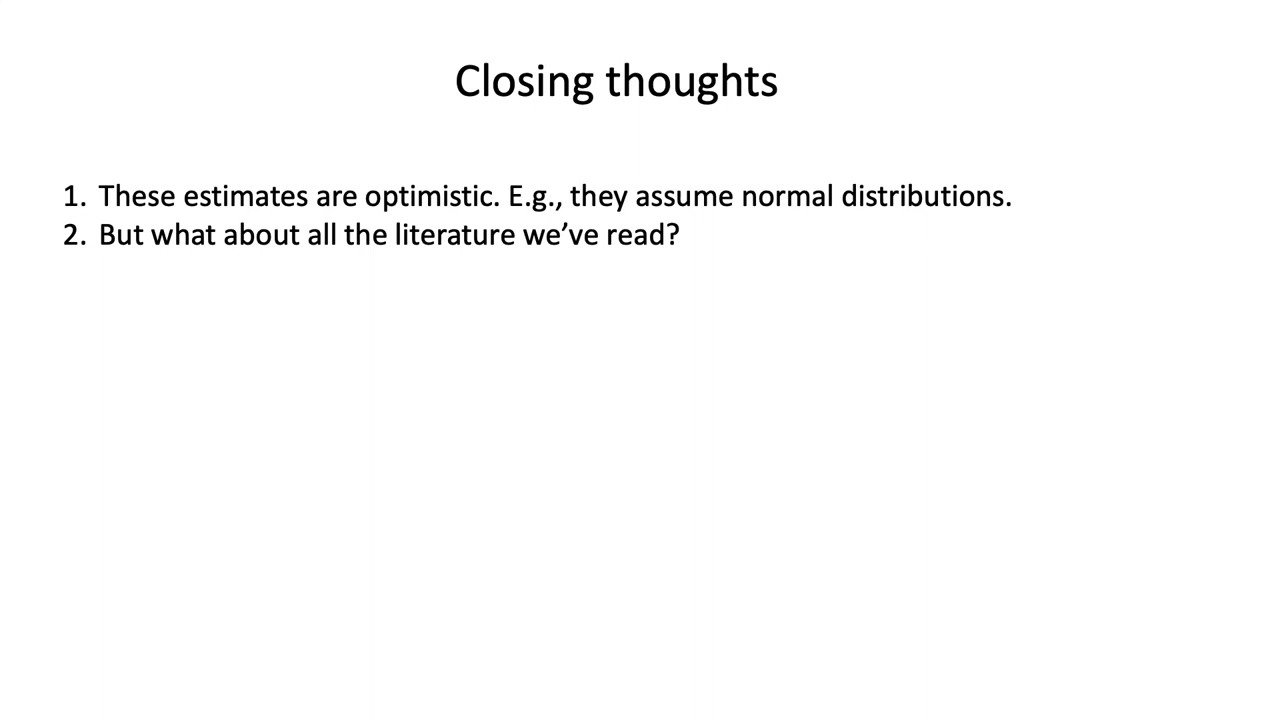 Closing thoughts
1. These estimates are optimistic. E.g., they assume normal distributions.
2. But what about all the literature we’ve read?